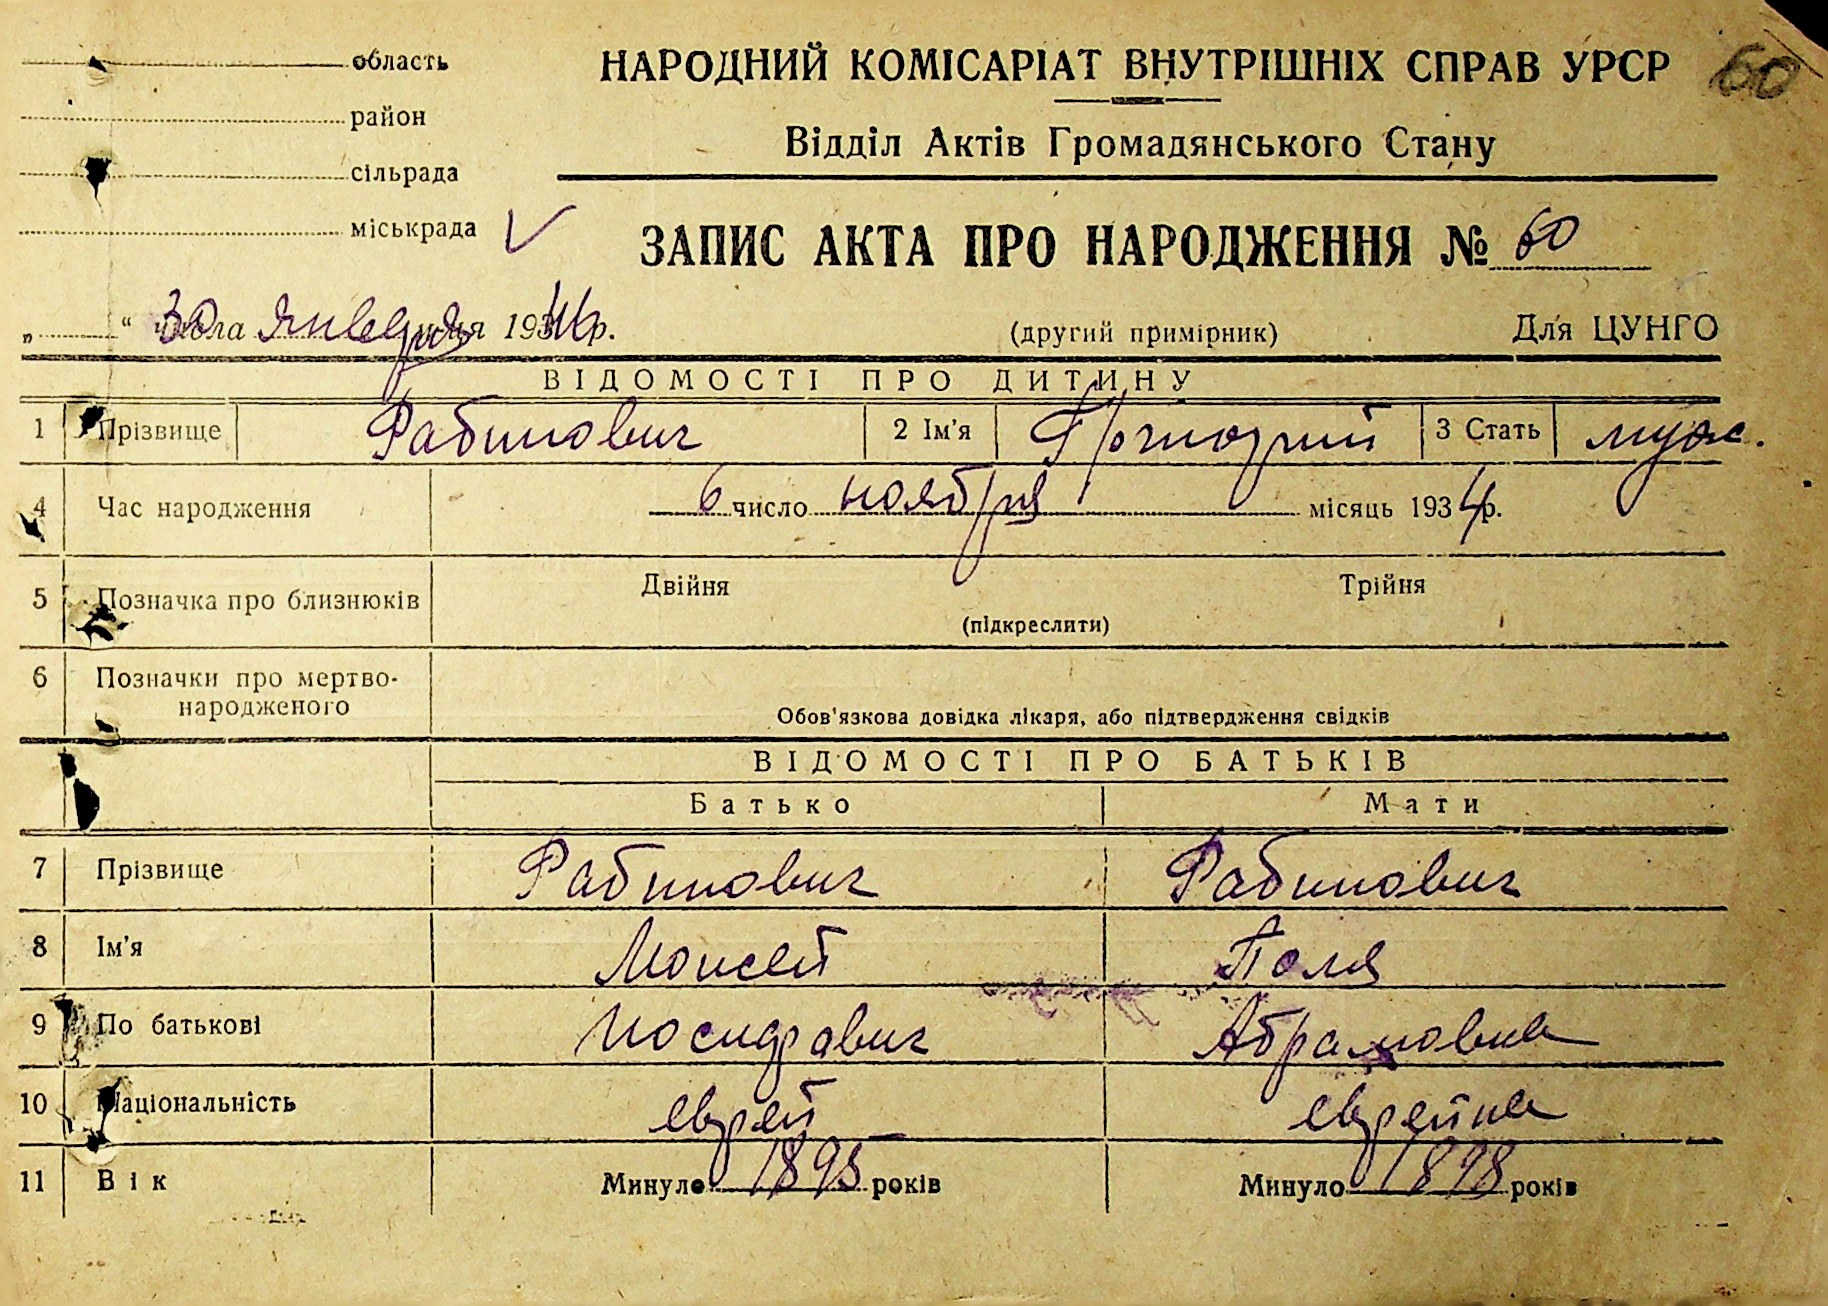 область
НАРОДНИЙ КОМІСАРІАТ ВНУТРІШНІХ СПРАВ УРСР 60
район
Відділ Актів Громадянського Стану
сільрада
міськрада
ЗАПИС АКТА ПРО НАРОДЖЕННЯ № 60
„ “ 30 числа января місяця 1946 р. (другий примірник) Для ЦУНГО
ВІДОМОСТІ ПРО ДИТИНУ
1 Прізвище Рабинович 2 Ім'я Григорий 3 Стать муж.
4 Час народження 6 число ноября місяць 1934 р.
5 Позначка про близнюків Двійня Трійня
(підкреслити)
6 Позначки про мертво-
народженого
Обов'язкова довідка лікаря, або підтвердження свідків
ВІДОМОСТІ ПРО БАТЬКІВ
Батько Мати
7 Прізвище Рабинович Рабинович
8 Ім'я Моисей Поля
9 По батькові Абрамовна
10 Національність еврей еврейка
11 Вік Минуло 1895 років Минуло 1898 років